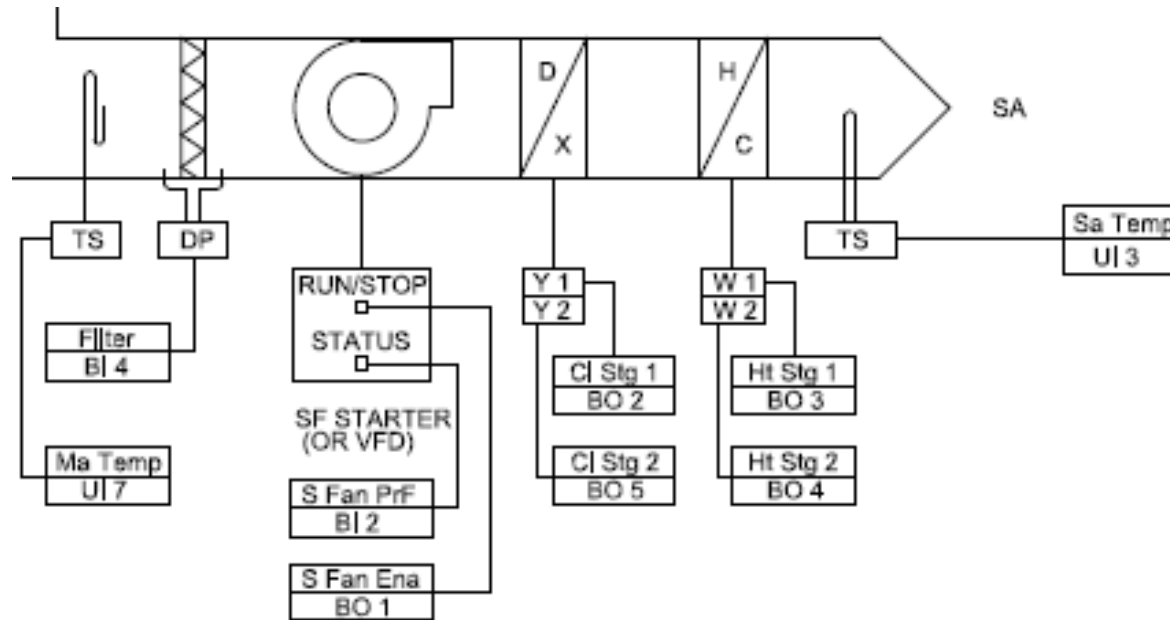 D
X
H
C
SA
TS
DP
TS
Sa Temp
UI 3
RUN/STOP
STATUS
Y 1
Y 2
W 1
W 2
Filter
BI 4
Cl Stg 1
BO 2
Ht Stg 1
BO 3
SF STARTER
(OR VFD)
Ma Temp
UI 7
Cl Stg 2
BO 5
Ht Stg 2
BO 4
S Fan PrF
BI 2
S Fan Ena
BO 1